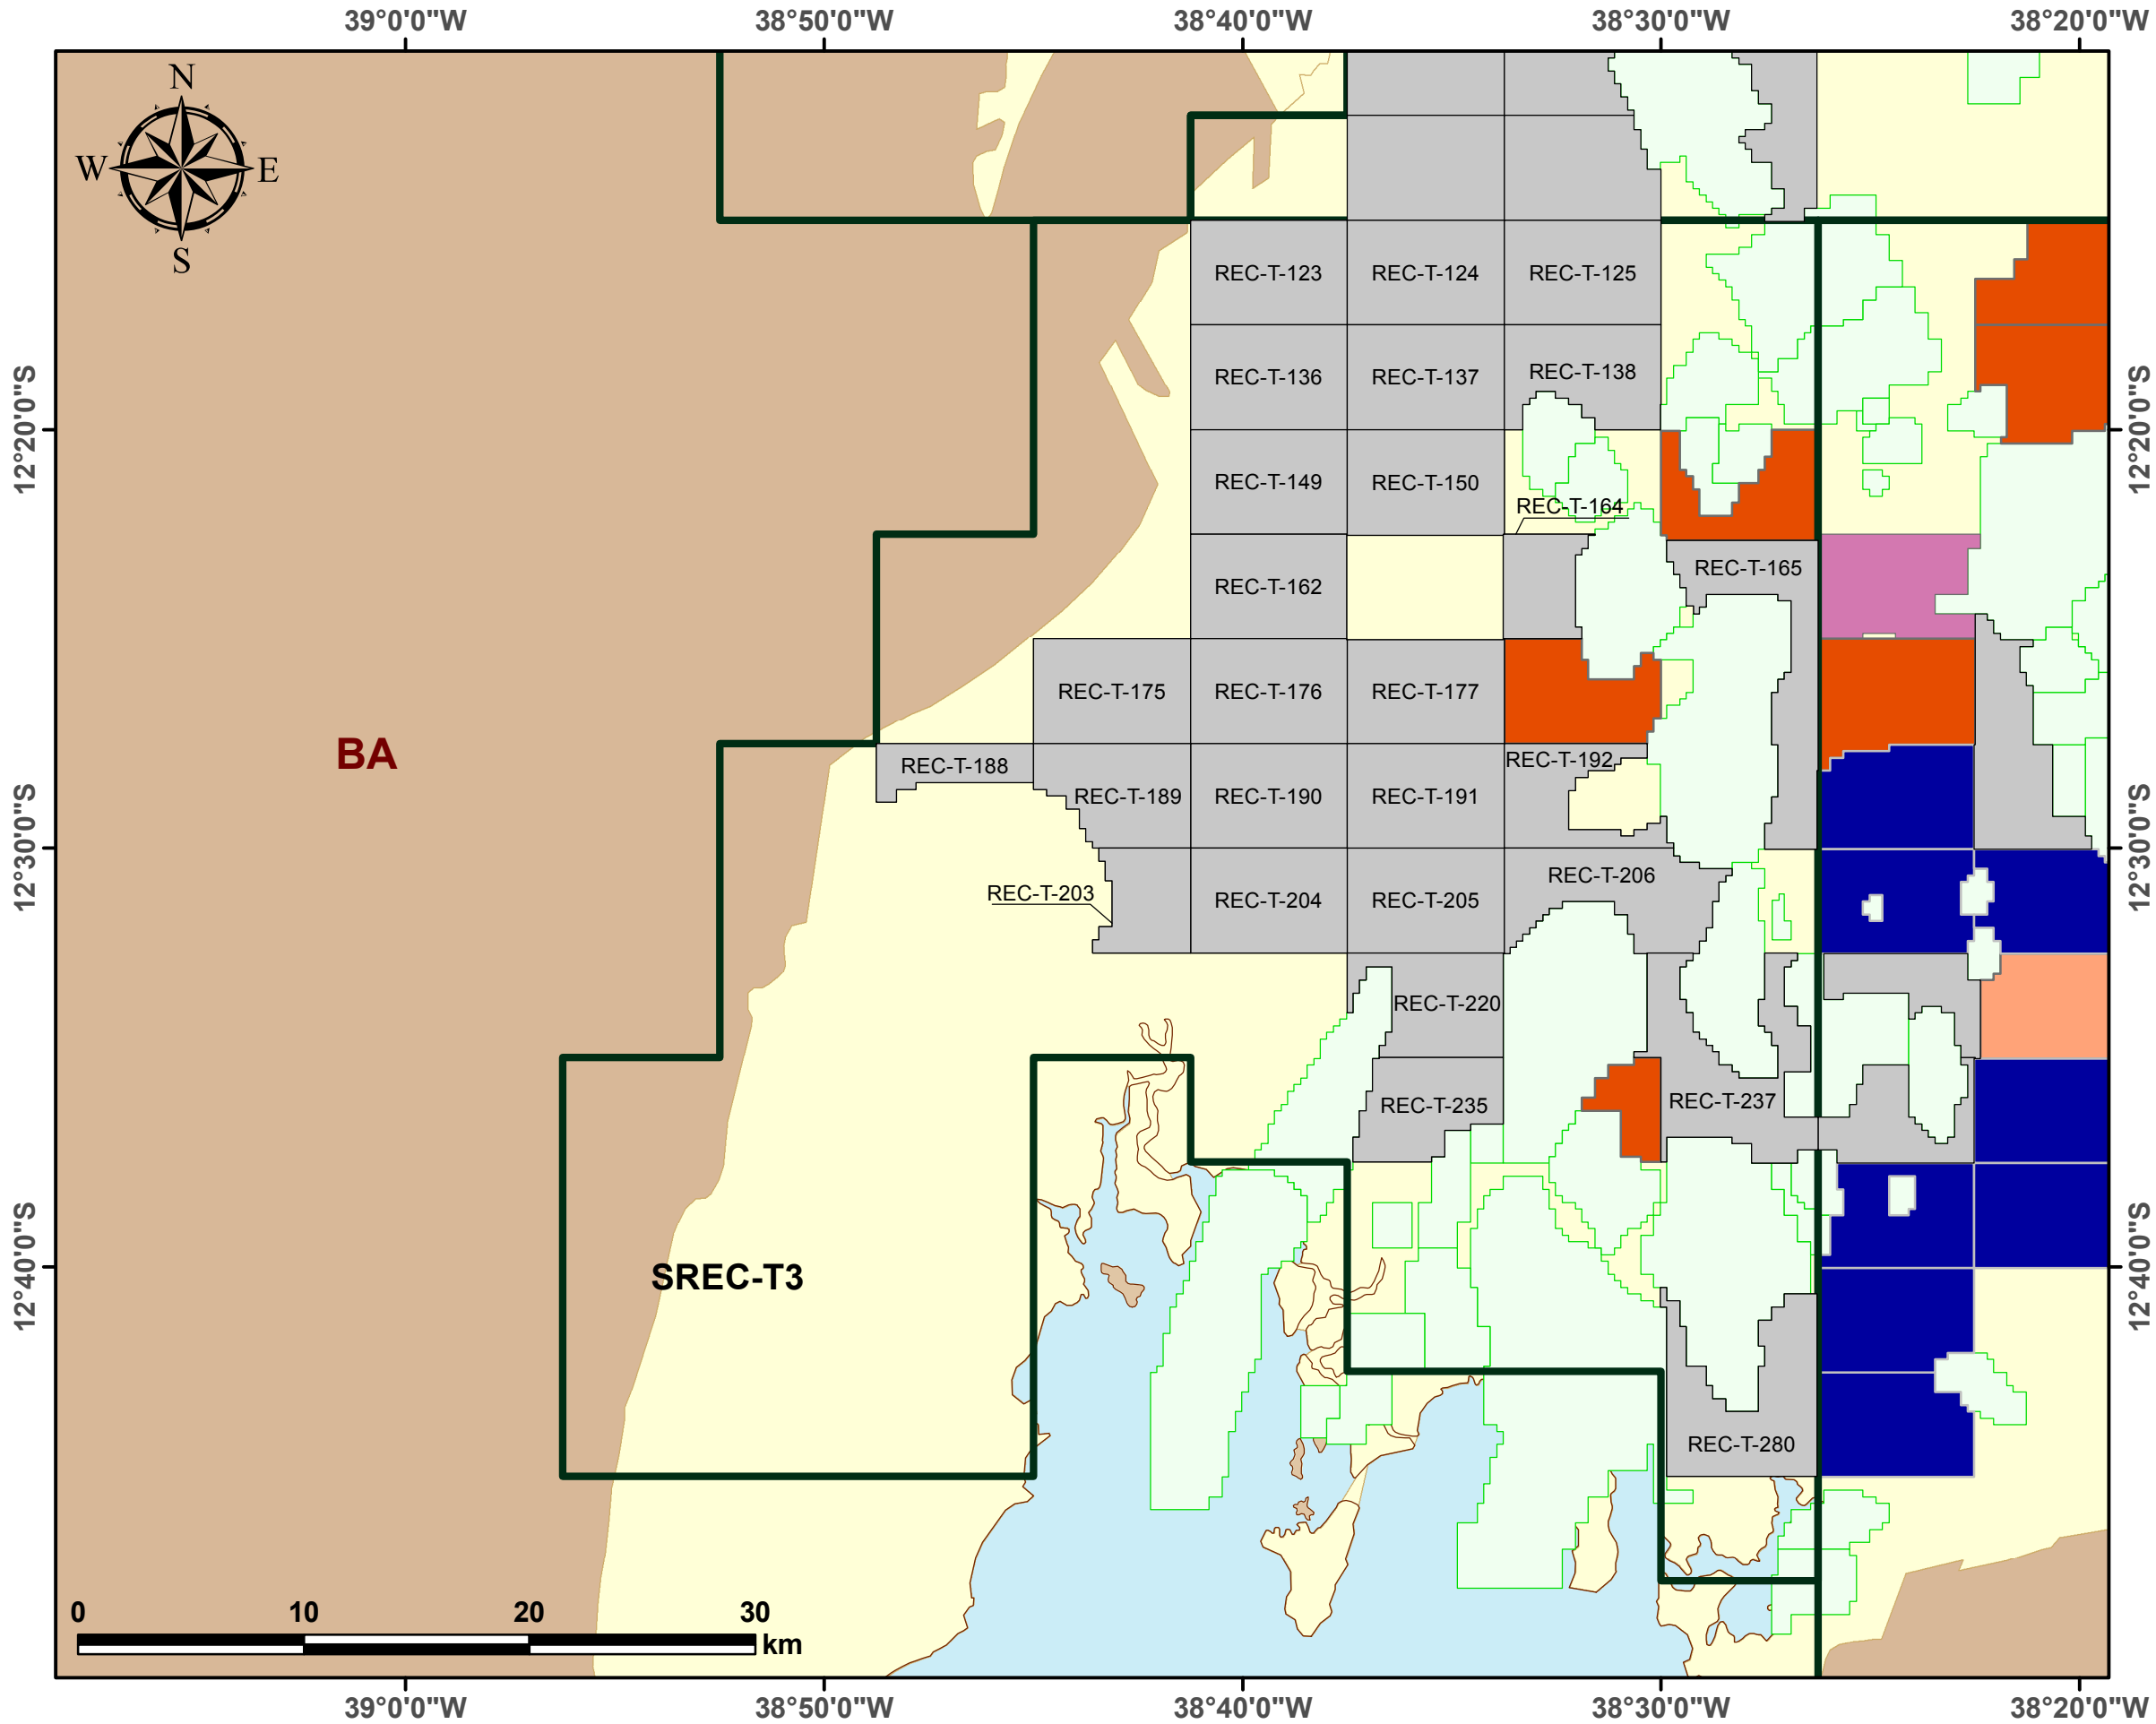 39°0'0"W 38°50'0"W 38°40'0"W 38°30'0"W 38°20'0"W
N
W E
S
REC-T-123 REC-T-124 REC-T-125
REC-T-136 REC-T-137 REC-T-138
12°20'0"S 12°20'0"S
REC-T-149 REC-T-150
REC-T-164
REC-T-162 REC-T-165
REC-T-175 REC-T-176 REC-T-177
BA
REC-T-188 REC-T-192
REC-T-189 REC-T-190 REC-T-191
12°30'0"S 12°30'0"S
REC-T-203 REC-T-204 REC-T-205 REC-T-206
REC-T-220
REC-T-235 REC-T-237
12°40'0"S 12°40'0"S
SREC-T3
REC-T-280
0 10 20 30
km
39°0'0"W 38°50'0"W 38°40'0"W 38°30'0"W 38°20'0"W